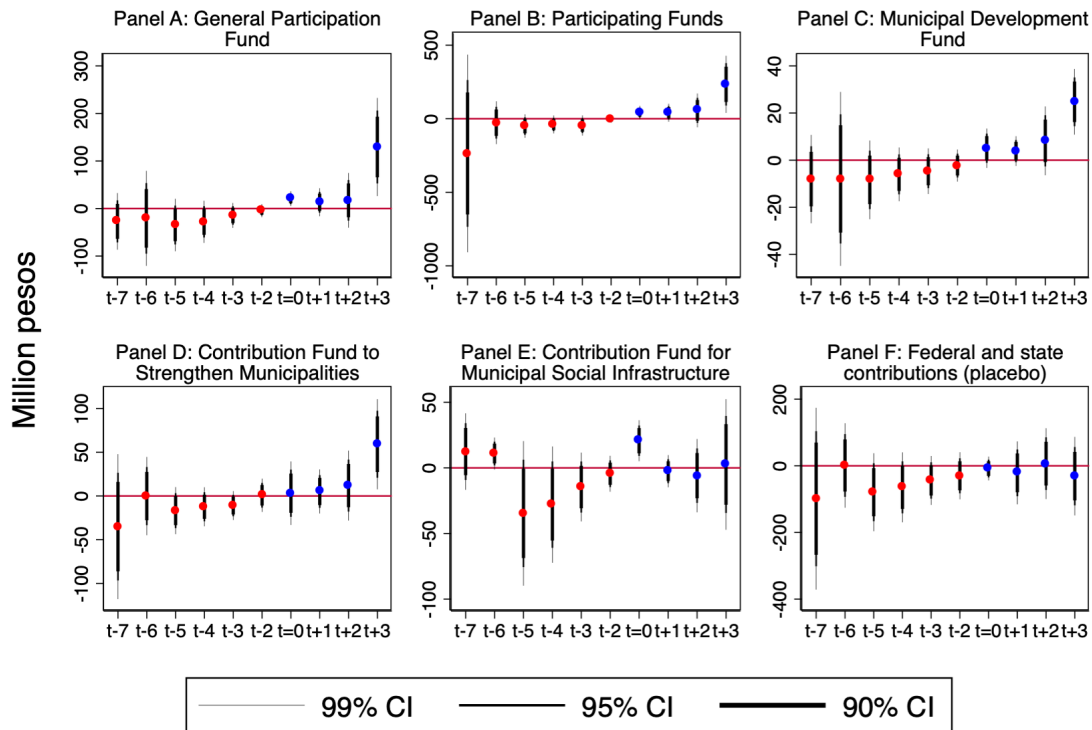 Million pesos
Panel A: General Participation
Fund
300
200
100
0
-100
t-7 t-6 t-5 t-4 t-3 t-2 t=0 t+1 t+2 t+3
Panel B: Participating Funds
500
0
-500
-1000
t-7 t-6 t-5 t-4 t-3 t-2 t=0 t+1 t+2 t+3
Panel C: Municipal Development
Fund
40
20
0
-20
-40
t-7 t-6 t-5 t-4 t-3 t-2 t=0 t+1 t+2 t+3
Panel D: Contribution Fund to
Strengthen Municipalities
100
50
0
-50
-100
t-7 t-6 t-5 t-4 t-3 t-2 t=0 t+1 t+2 t+3
Panel E: Contribution Fund for
Municipal Social Infrastructure
50
0
-50
-100
t-7 t-6 t-5 t-4 t-3 t-2 t=0 t+1 t+2 t+3
Panel F: Federal and state
contributions (placebo)
200
0
-200
-400
t-7 t-6 t-5 t-4 t-3 t-2 t=0 t+1 t+2 t+3
99% CI 95% CI 90% CI